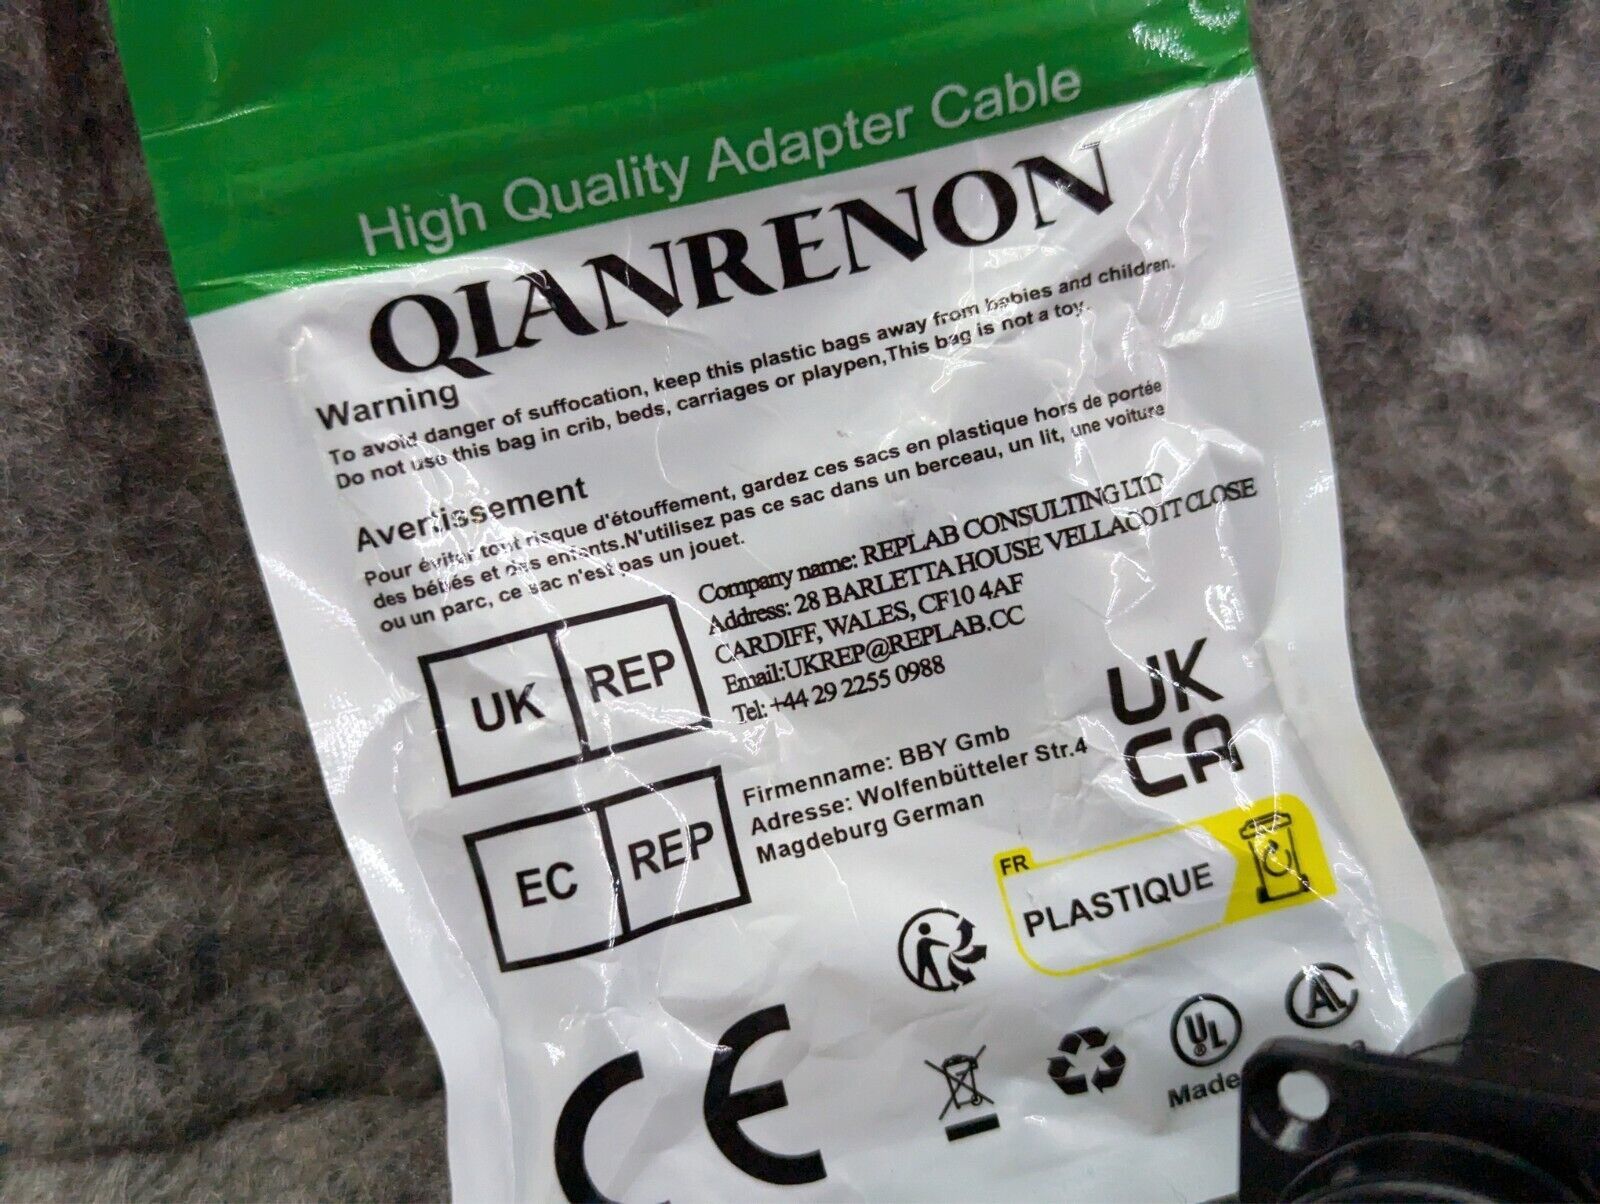 High Quality Adapter Cable
QIANRENON
Warning
To avoid danger of suffocation, keep this plastic bags away from babies and children.
Do not use this bag in crib, beds, carriages or playpen,This bag is not a toy.
Avertissement
Pour éviter tout risque d'étouffement, gardez ces sacs en plastique hors de portée
des bébés et des enfants.N'utilisez pas ce sac dans un berceau, un lit, une voiture
ou un parc, ce sac n'est pas un jouet.
UK REP
Company name: REPLAB CONSULTING LTD
Address: 28 BARLETTA HOUSE VELLACOTT CLOSE
CARDIFF, WALES, CF10 4AF
Email:UKREP@REPLAB.CC
Tel: +44 29 2255 0988
UK
CA
EC REP
Firmenname: BBY Gmb
Adresse: Wolfenbütteler Str.4
Magdeburg German
FR
PLASTIQUE
CE
UL
®
Made